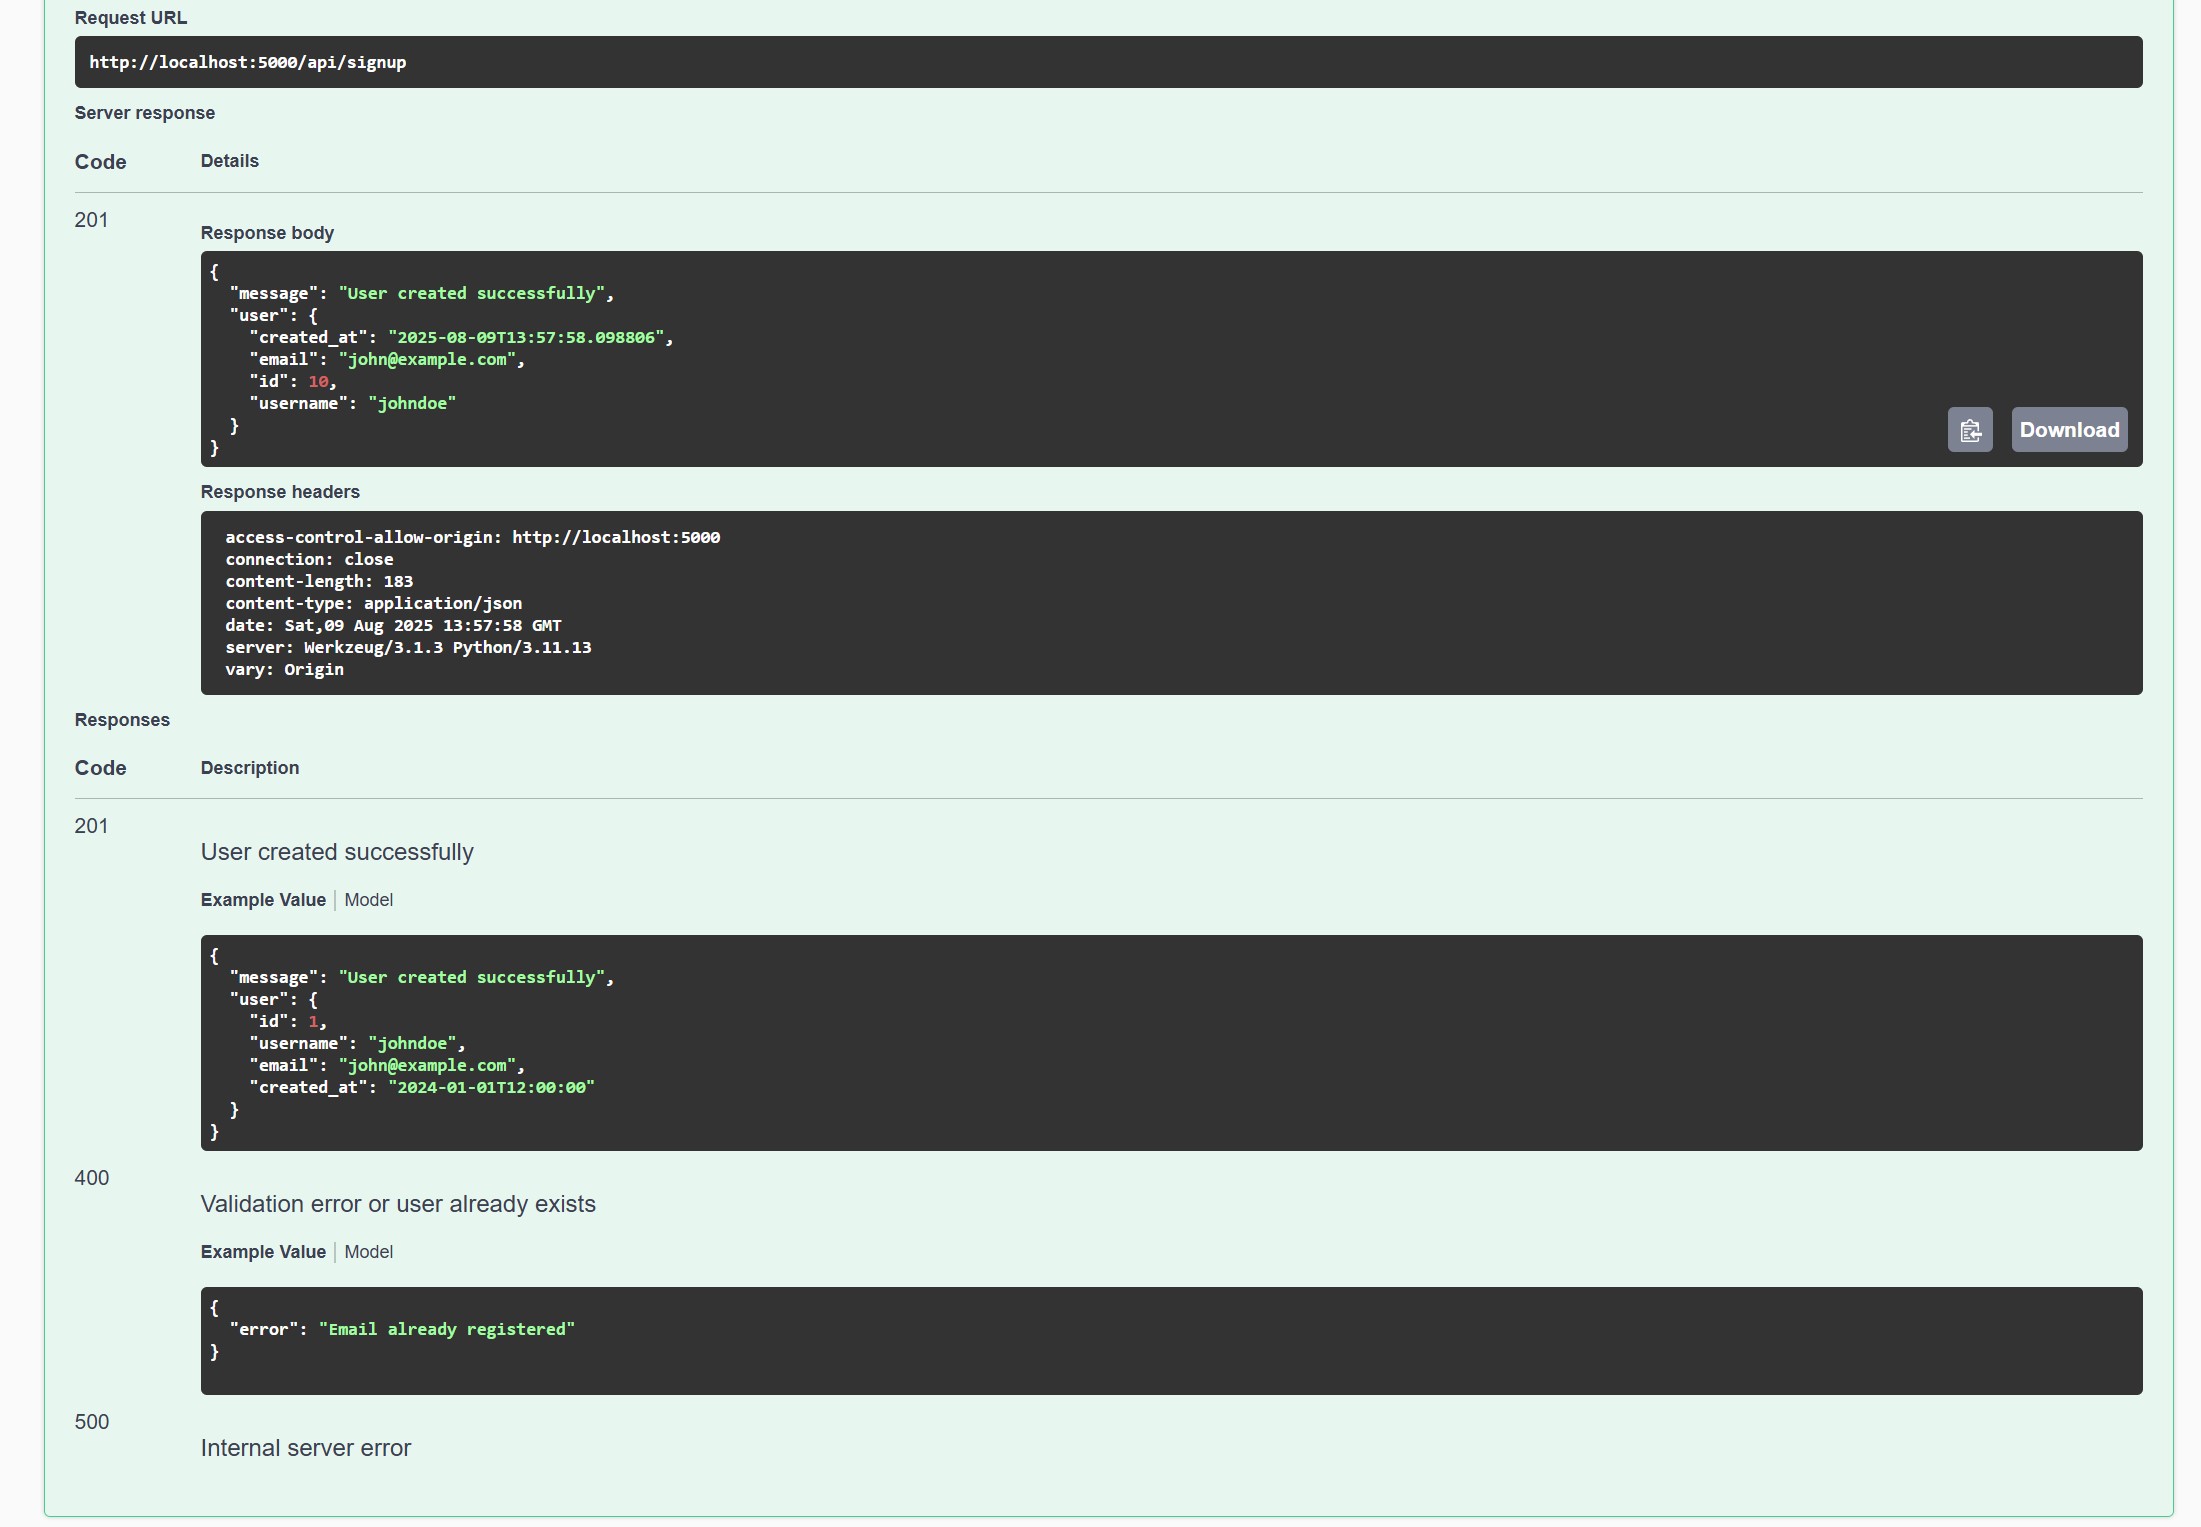 Request URL
http://localhost:5000/api/signup
Server response
Code Details
201
Response body
{
  "message": "User created successfully",
  "user": {
    "created_at": "2025-08-09T13:57:58.098806",
    "email": "john@example.com",
    "id": 10,
    "username": "johndoe"
  }
}
Download
Response headers
access-control-allow-origin: http://localhost:5000
connection: close
content-length: 183
content-type: application/json
date: Sat,09 Aug 2025 13:57:58 GMT
server: Werkzeug/3.1.3 Python/3.11.13
vary: Origin
Responses
Code Description
201
User created successfully
Example Value Model
{
  "message": "User created successfully",
  "user": {
    "id": 1,
    "username": "johndoe",
    "email": "john@example.com",
    "created_at": "2024-01-01T12:00:00"
  }
}
400
Validation error or user already exists
Example Value Model
{
  "error": "Email already registered"
}
500
Internal server error